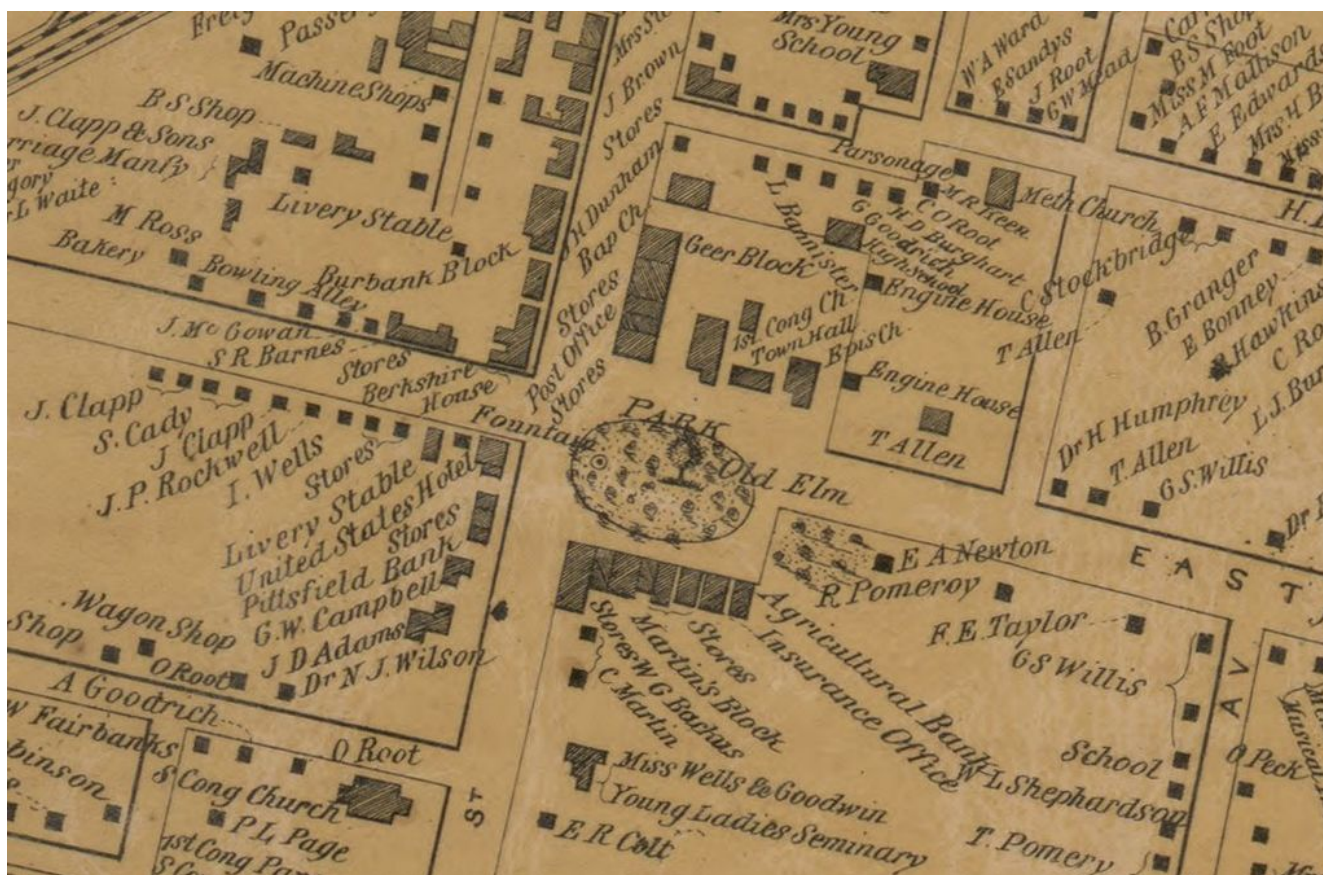 Passen
Machine Shops
B S Shop
J. Clapp & Sons
rriage Manfy
gory
L Waite
M Ross
Bakery
Livery Stable
Bowling Alley
Burbank Block
J. Mc Gowan
S R Barnes
Stores
Berkshire
House
J Brown
Stores
J H Dunham
Bap Ch
Stores
Post Office
Stores
Mrs Young
School
W A Ward
E Sandys
J Root
G W Mead
B S Shop
Miss M Foot
A F Mattison
E Edwards
Mrs H B
Parsonage
Meth Church
M R Keen
C O Root
H D Burghart
G Goodrich
High School
L Bannister
Geer Block
1st Cong Ch
Town Hall
Epis Ch
Engine House
Engine House
T Allen
T Allen
C Stockbridge
B. Granger
E Bonney
Hawkins
C Ro
L.J. Bu
Dr H Humphrey
T. Allen
G S. Willis
J. Clapp
S. Cady
J Clapp
J. P. Rockwell
I. Wells
Stores
Livery Stable
United States Hotel
Stores
Pittsfield Bank
G. W. Campbell
J D Adams
Dr N J. Wilson
Fountain
PARK
Old Elm
E A Newton
R Pomeroy
EAST
F. E. Taylor
G S Willis
AV
School
W L Shephardson
T. Pomery
O Peck
Musical
Agricultural Bank
Insurance Office
Stores
Martin's Block
W G Backus
Stores
C Martin
Miss Wells & Goodwin
Young Ladies Seminary
E R Colt
Wagon Shop
Shop
O Root
A Goodrich
W Fairbanks
binson
O Root
S Cong Church
P L Page
1st Cong Par
ST